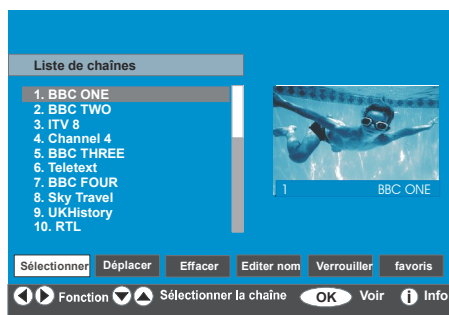 Liste de chaînes
1. BBC ONE
2. BBC TWO
3. ITV 8
4. Channel 4
5. BBC THREE
6. Teletext
7. BBC FOUR
8. Sky Travel
9. UKHistory
10. RTL
1 BBC ONE
Sélectionner Déplacer Effacer Editer nom Verrouiller favoris
Fonction Sélectionner la chaîne OK Voir i Info